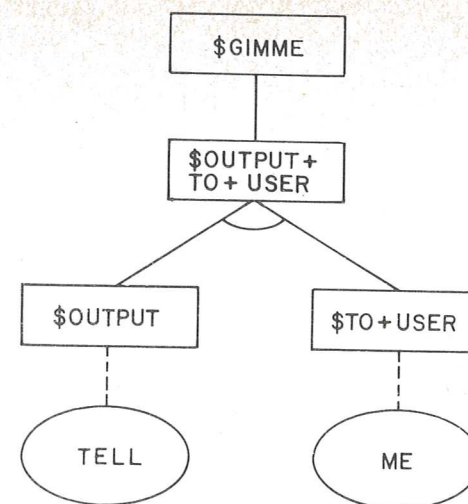 $GIMME
$OUTPUT+
TO+USER
$OUTPUT
$TO+USER
TELL
ME